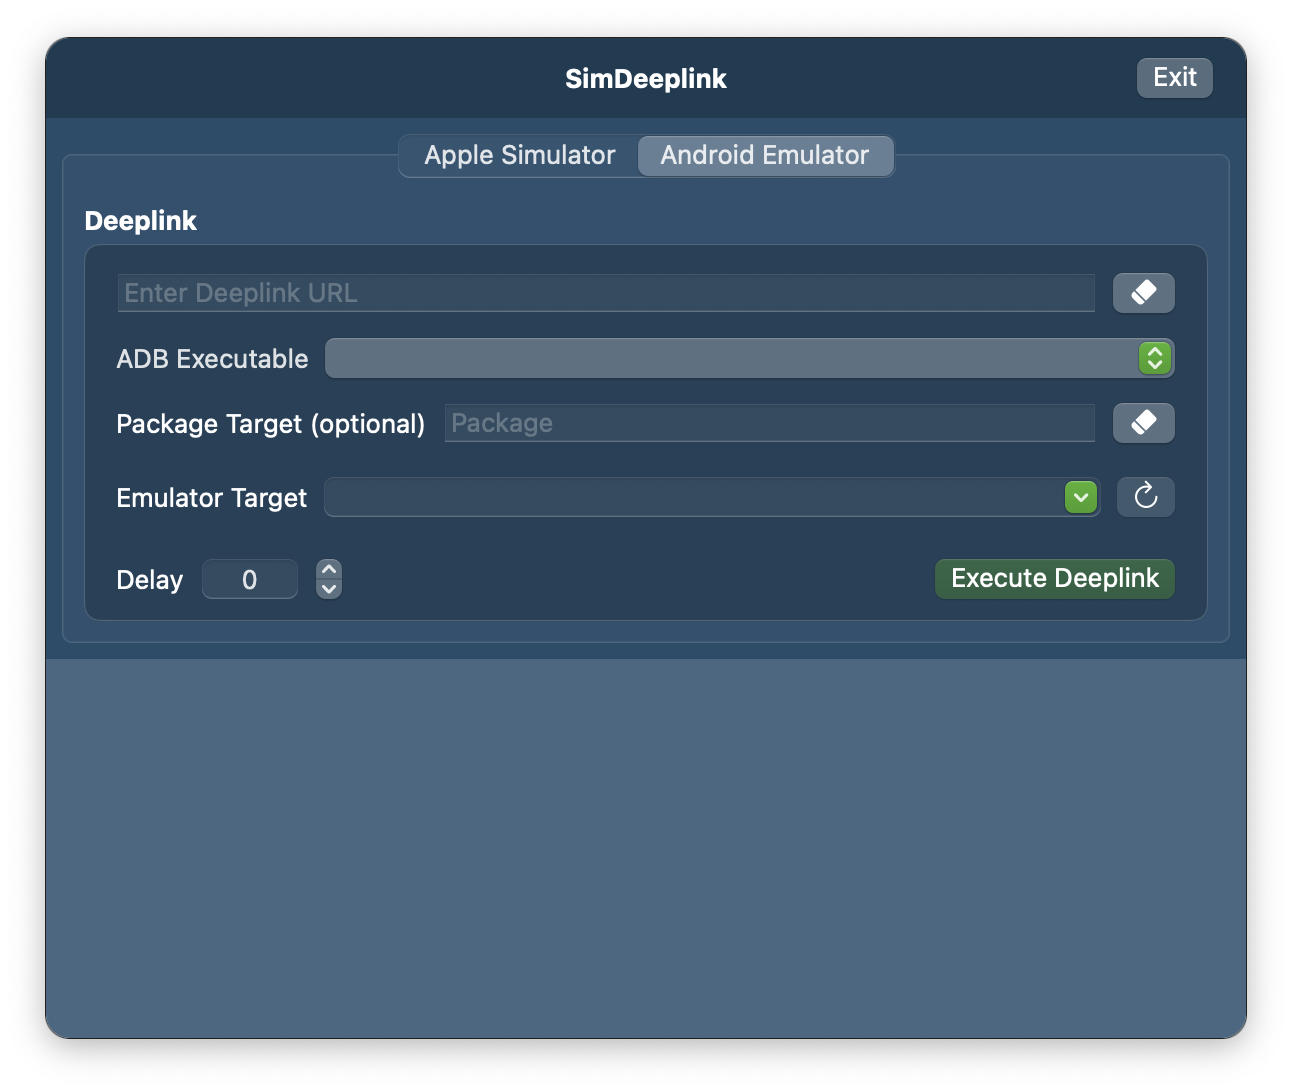 SimDeeplink
Exit
Apple Simulator
Android Emulator
Deeplink
Enter Deeplink URL
ADB Executable
Package Target (optional)
Package
Emulator Target
Delay
0
Execute Deeplink